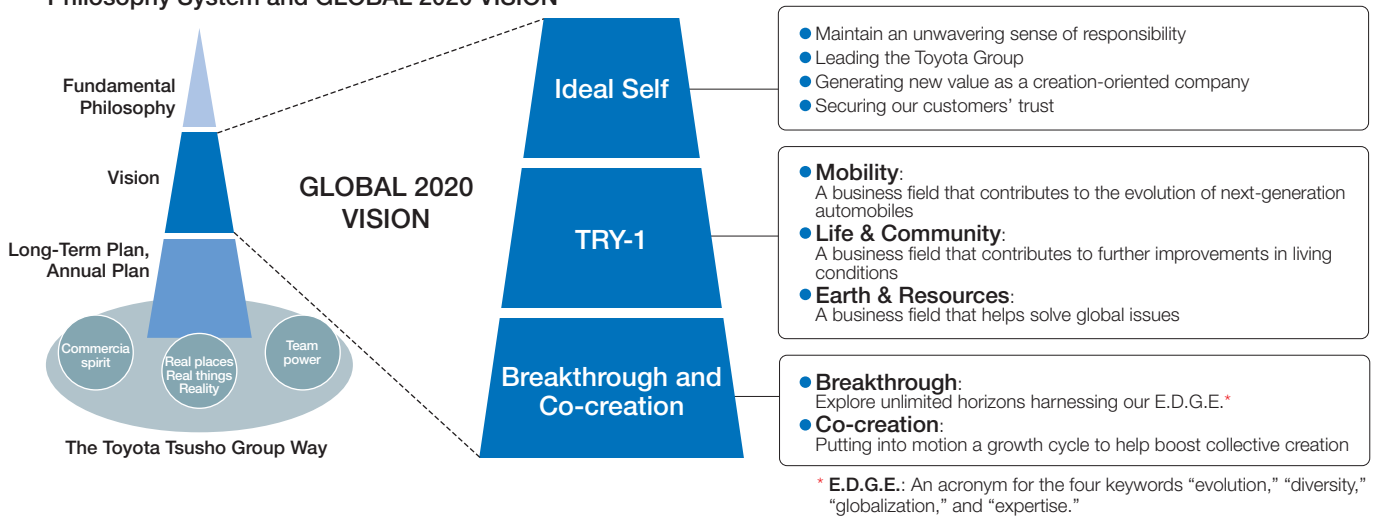 Philosophy System and GLOBAL 2020 VISION
Fundamental
Philosophy
Vision
Long-Term Plan,
Annual Plan
Commercia
spirit
Real places
Real things
Reality
Team
power
The Toyota Tsusho Group Way
GLOBAL 2020
VISION
Ideal Self
● Maintain an unwavering sense of responsibility
● Leading the Toyota Group
● Generating new value as a creation-oriented company
● Securing our customers’ trust
TRY-1
● Mobility:
A business field that contributes to the evolution of next-generation
automobiles
● Life & Community:
A business field that contributes to further improvements in living
conditions
● Earth & Resources:
A business field that helps solve global issues
Breakthrough and
Co-creation
● Breakthrough:
Explore unlimited horizons harnessing our E.D.G.E.*
● Co-creation:
Putting into motion a growth cycle to help boost collective creation
* E.D.G.E.: An acronym for the four keywords “evolution,” “diversity,”
“globalization,” and “expertise.”